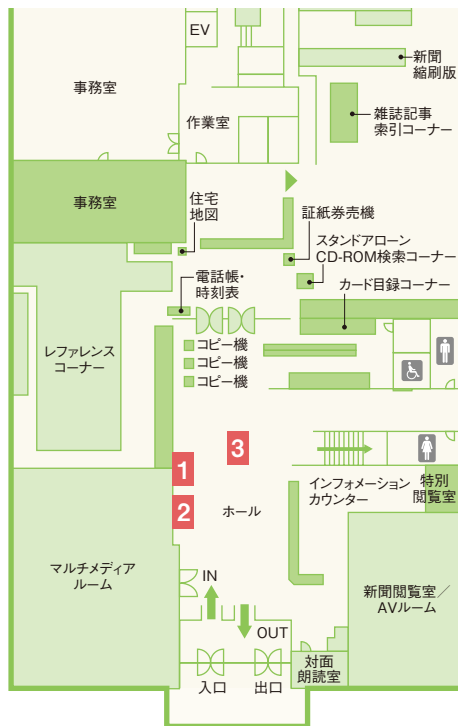 EV
新聞
縮刷版
事務室
雑誌記事
索引コーナー
作業室
事務室
住宅
地図
証紙券売機
スタンドアローン
CD-ROM検索コーナー
電話帳・
時刻表
カード目録コーナー
レファレンス
コーナー
コピー機
コピー機
コピー機
3
1
2
ホール
インフォメーション
カウンター
特別
閲覧室
マルチメディア
ルーム
IN
新聞閲覧室／
AVルーム
OUT
対面
朗読室
入口
出口